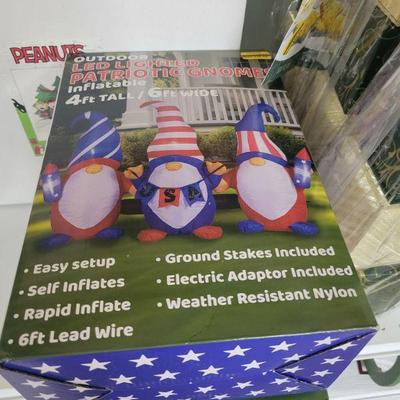 PEANUTS
OUTDOOR
LED LIGHTED
PATRIOTIC GNOMES
Inflatable
4ft TALL / 6ft WIDE
USA
• Easy setup
• Self Inflates
• Rapid Inflate
• 6ft Lead Wire
• Ground Stakes Included
• Electric Adaptor Included
• Weather Resistant Nylon